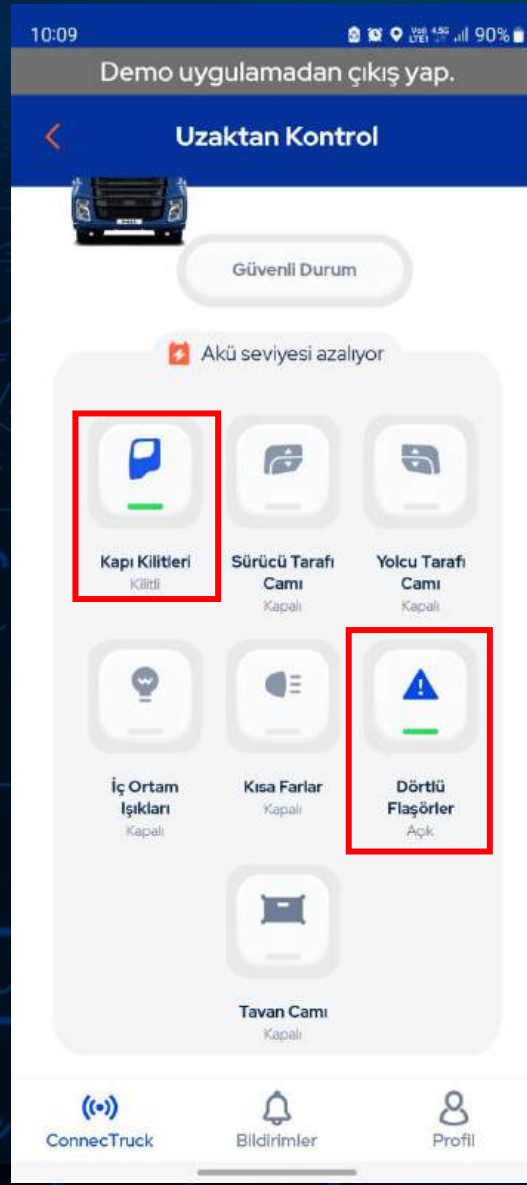 10:09
90%
Demo uygulamadan çıkış yap.
Uzaktan Kontrol
Güvenli Durum
Akü seviyesi azalıyor
Kapı Kilitleri
Kilitli
Sürücü Tarafı
Camı
Kapalı
Yolcu Tarafı
Camı
Kapalı
İç Ortam
Işıkları
Kapalı
Kısa Farlar
Kapalı
Dörtlü
Flaşörler
Açık
Tavan Camı
Kapalı
ConnecTruck
Bildirimler
Profil